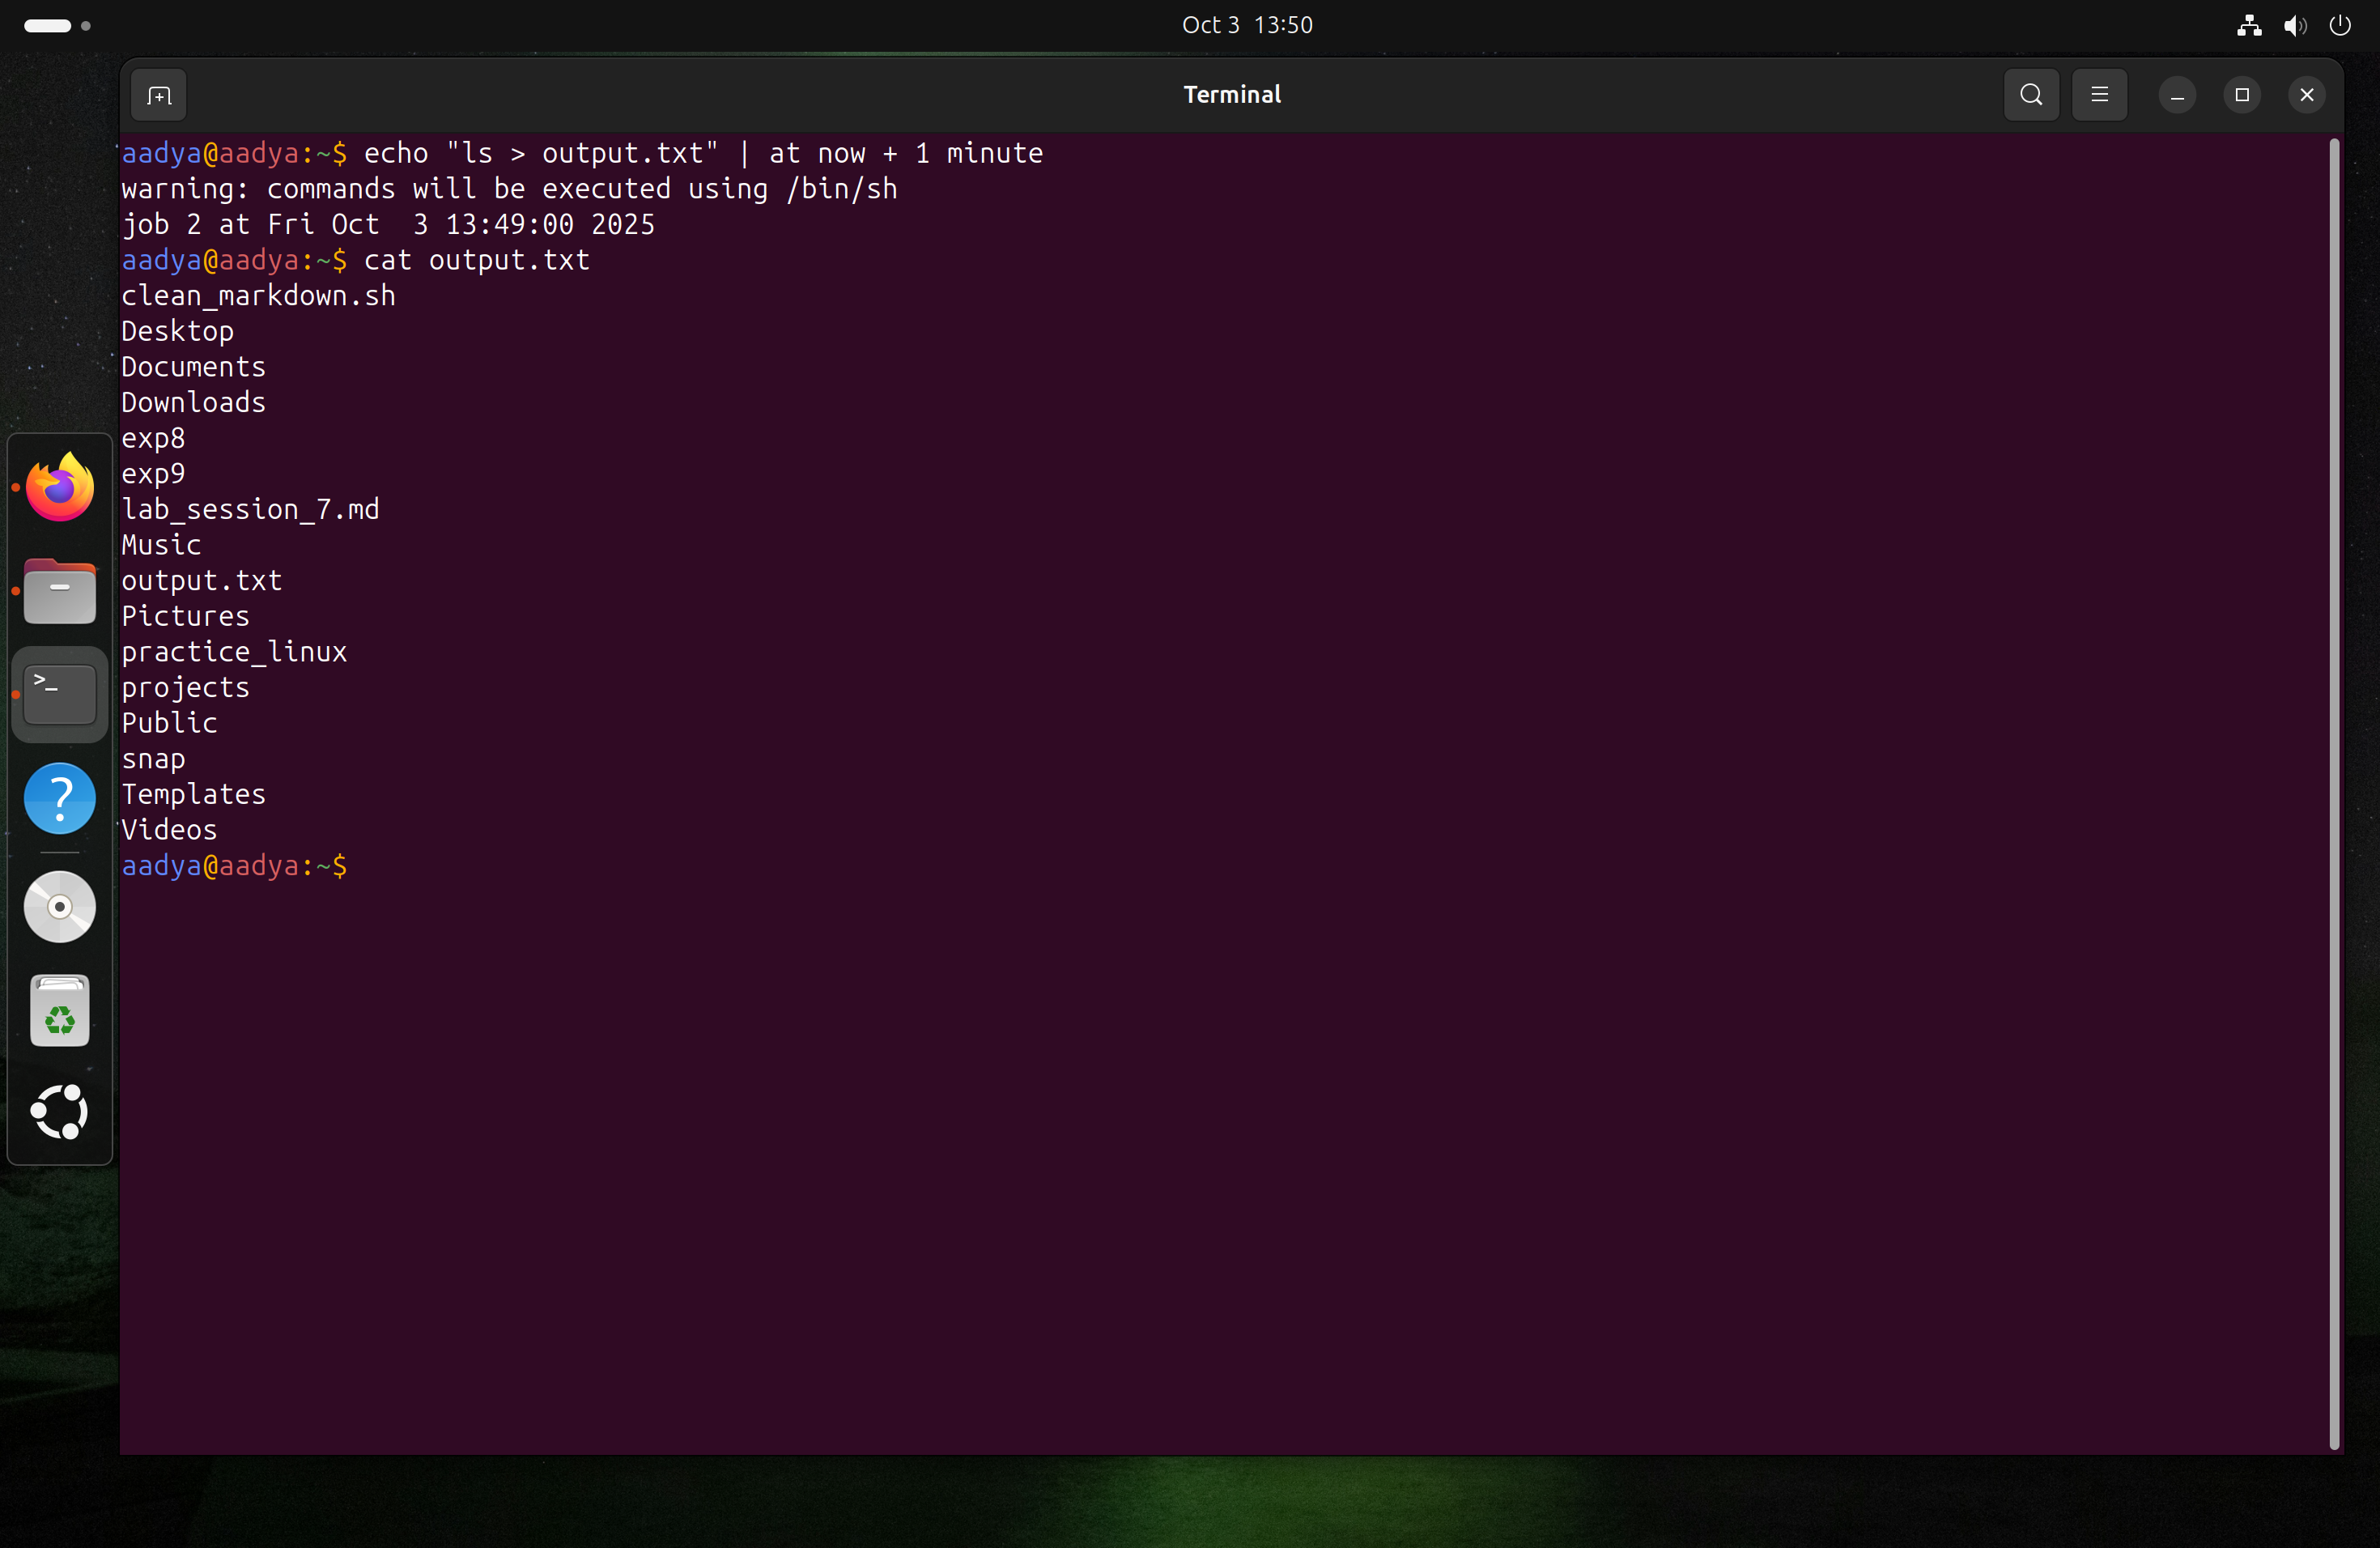 Oct 3  13:50
Terminal
aadya@aadya:~$ echo "ls > output.txt" | at now + 1 minute
warning: commands will be executed using /bin/sh
job 2 at Fri Oct  3 13:49:00 2025
aadya@aadya:~$ cat output.txt
clean_markdown.sh
Desktop
Documents
Downloads
exp8
exp9
lab_session_7.md
Music
output.txt
Pictures
practice_linux
projects
Public
snap
Templates
Videos
aadya@aadya:~$